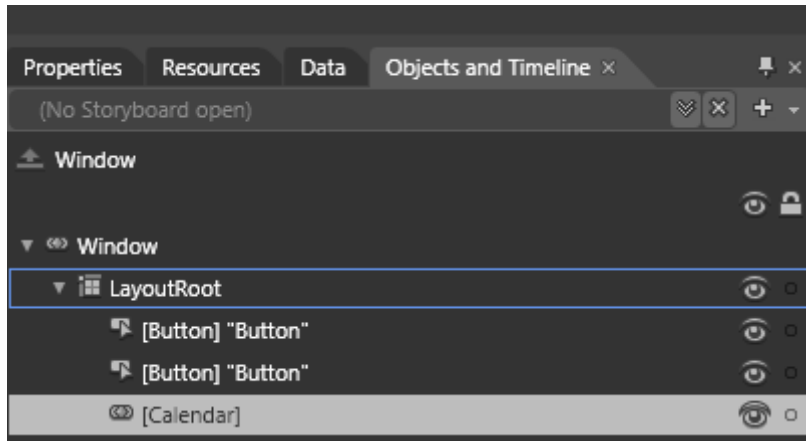 Properties Resources Data Objects and Timeline
(No Storyboard open)
Window
Window
LayoutRoot
[Button] "Button"
[Button] "Button"
[Calendar]